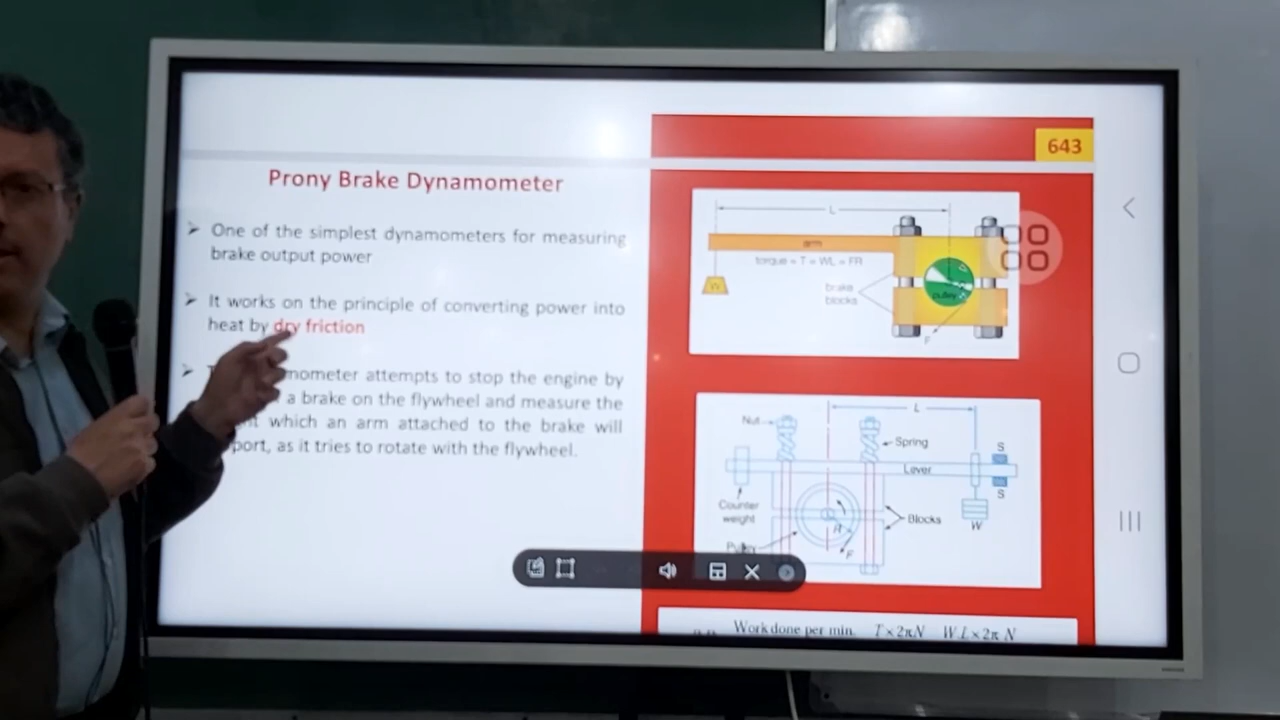 643
Prony Brake Dynamometer
➤ One of the simplest dynamometers for measuring
brake output power
➤ It works on the principle of converting power into
heat by dry friction
➤ mometer attempts to stop the engine by
a brake on the flywheel and measure the
which an arm attached to the brake will
port, as it tries to rotate with the flywheel.
L
arm
torque = T = WL = FR
W
brake
blocks
pulley
F
L
Nut
Spring
S
Lever
S
Counter
weight
Blocks
W
R
Pulley
F
Work done per min. T×2πN W.L×2π N